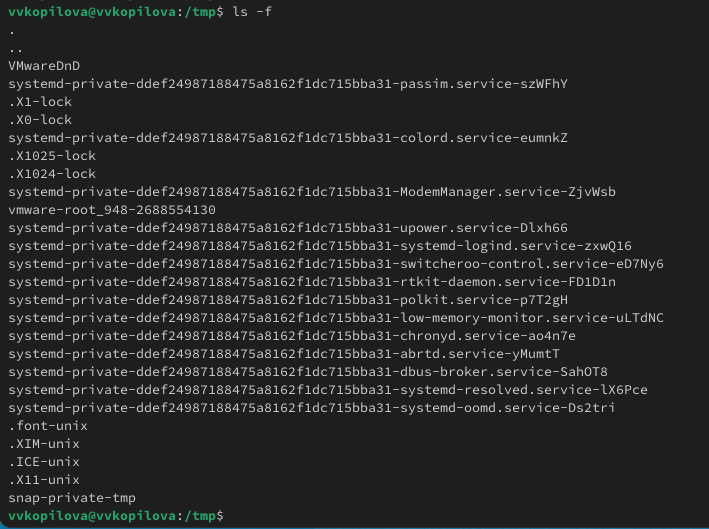 vvkopilova@vvkopilova:/tmp$ ls -f
.
..
VMwareDnD
systemd-private-ddef24987188475a8162f1dc715bba31-passim.service-szWFhY
.X1-lock
.X0-lock
systemd-private-ddef24987188475a8162f1dc715bba31-colord.service-eumnkZ
.X1025-lock
.X1024-lock
systemd-private-ddef24987188475a8162f1dc715bba31-ModemManager.service-ZjvWsb
vmware-root_948-2688554130
systemd-private-ddef24987188475a8162f1dc715bba31-upower.service-Dlxh66
systemd-private-ddef24987188475a8162f1dc715bba31-systemd-logind.service-zxwQ16
systemd-private-ddef24987188475a8162f1dc715bba31-switcheroo-control.service-eD7Ny6
systemd-private-ddef24987188475a8162f1dc715bba31-rtkit-daemon.service-FD1D1n
systemd-private-ddef24987188475a8162f1dc715bba31-polkit.service-p7T2gH
systemd-private-ddef24987188475a8162f1dc715bba31-low-memory-monitor.service-uLTdNC
systemd-private-ddef24987188475a8162f1dc715bba31-chronyd.service-ao4n7e
systemd-private-ddef24987188475a8162f1dc715bba31-abrtd.service-yMumtT
systemd-private-ddef24987188475a8162f1dc715bba31-dbus-broker.service-SahOT8
systemd-private-ddef24987188475a8162f1dc715bba31-systemd-resolved.service-lX6Pce
systemd-private-ddef24987188475a8162f1dc715bba31-systemd-oomd.service-Ds2tri
.font-unix
.XIM-unix
.ICE-unix
.X11-unix
snap-private-tmp
vvkopilova@vvkopilova:/tmp$